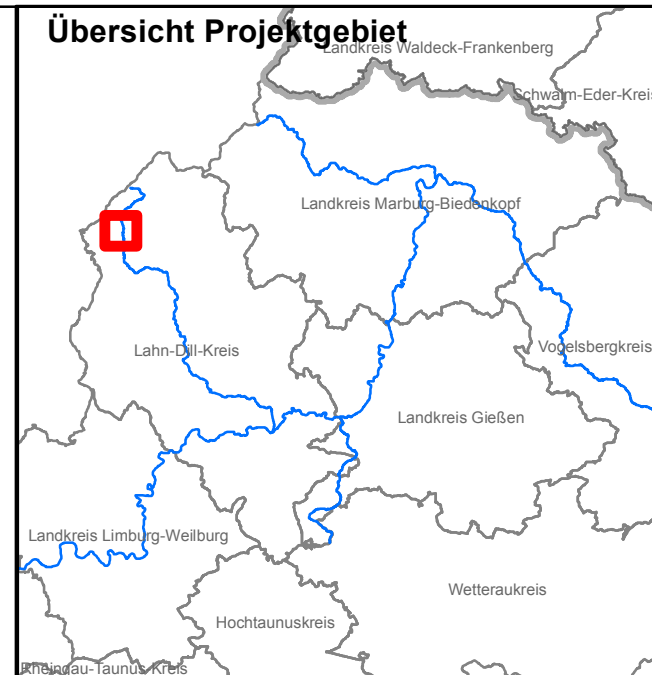 Übersicht Projektgebiet
Landkreis Waldeck-Frankenberg
Schwalm-Eder-Kreis
Landkreis Marburg-Biedenkopf
Vogelsbergkreis
Lahn-Dill-Kreis
Landkreis Gießen
Landkreis Limburg-Weilburg
Wetteraukreis
Hochtaunuskreis
Rheingau-Taunus-Kreis